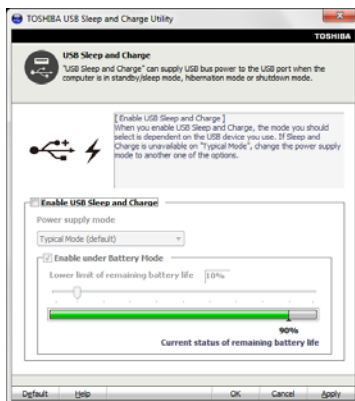 TOSHIBA USB Sleep and Charge Utility
TOSHIBA
USB Sleep and Charge
"USB Sleep and Charge" can supply USB bus power to the USB port when the
computer is in standby/sleep mode, hibernation mode or shutdown mode.
[ Enable USB Sleep and Charge ]
When you enable USB Sleep and Charge, the mode you should
select is dependent on the USB device you use. If Sleep and
Charge is unavailable on "Typical Mode", change the power supply
mode to another one of the options.
Enable USB Sleep and Charge
Power supply mode
Typical Mode (default)
Enable under Battery Mode
Lower limit of remaining battery life 10%
90%
Current status of remaining battery life
Default Help OK Cancel Apply